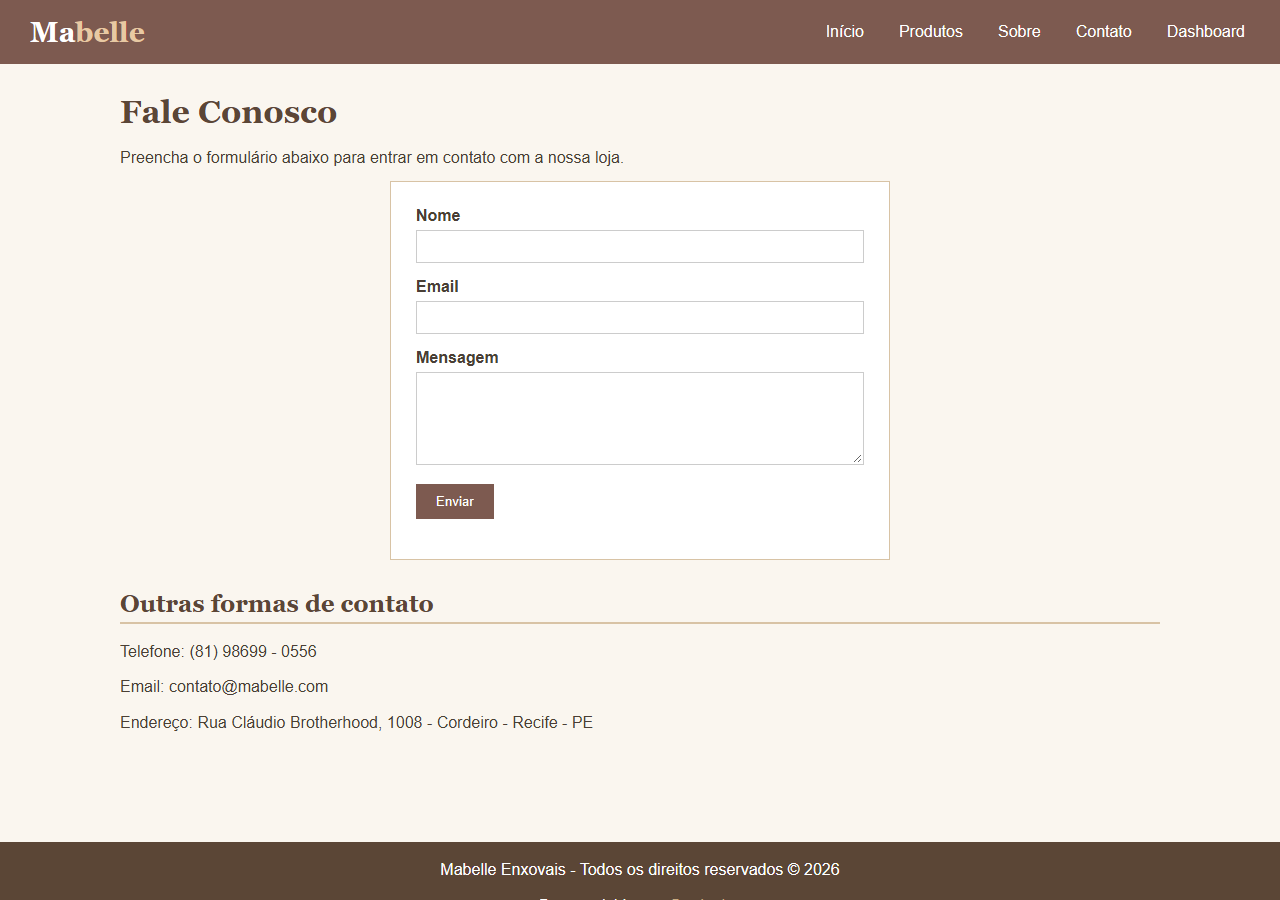 Mabelle
Início Produtos Sobre Contato Dashboard
Fale Conosco
Preencha o formulário abaixo para entrar em contato com a nossa loja.
Nome
Email
Mensagem
Enviar
Outras formas de contato
Telefone: (81) 98699 - 0556
Email: contato@mabelle.com
Endereço: Rua Cláudio Brotherhood, 1008 - Cordeiro - Recife - PE
Mabelle Enxovais - Todos os direitos reservados © 2026